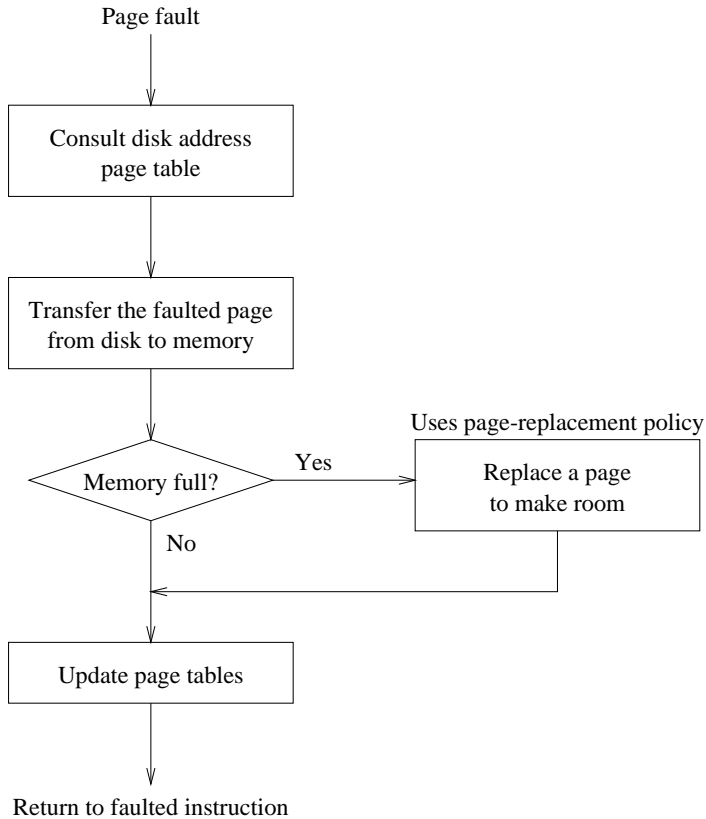 Page fault
Consult disk address
page table
Transfer the faulted page
from disk to memory
Uses page-replacement policy
Memory full?
Yes
Replace a page
to make room
No
Update page tables
Return to faulted instruction